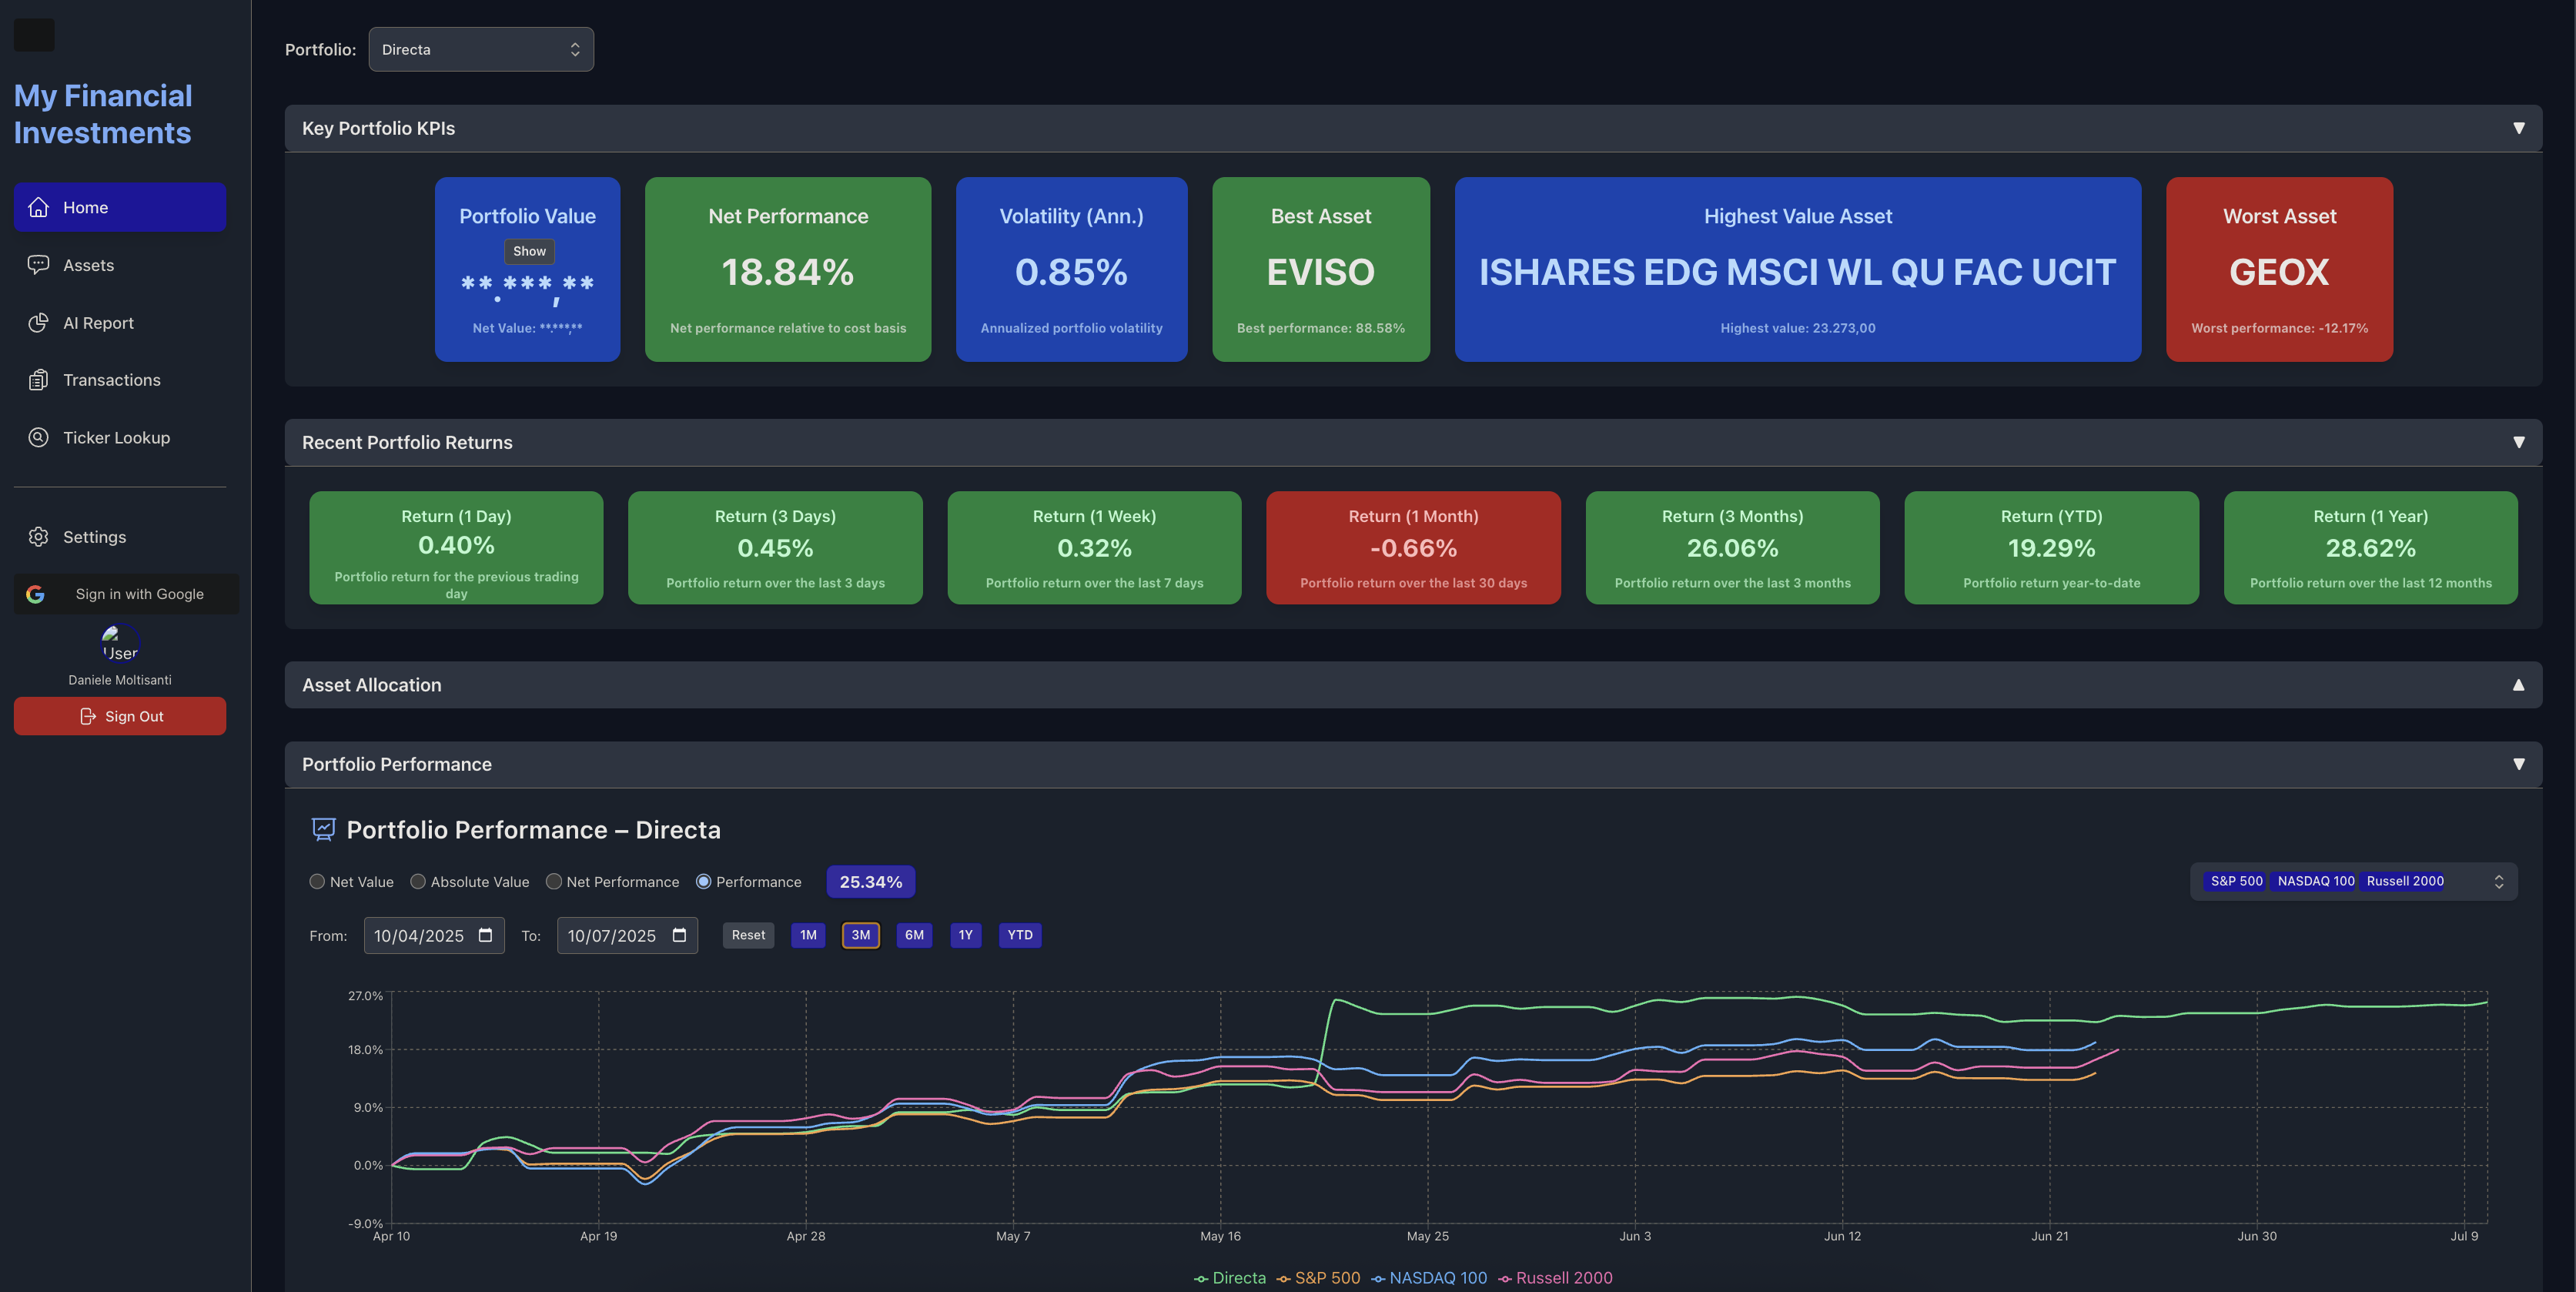 My Financial
Investments
Home
Assets
AI Report
Transactions
Ticker Lookup
Settings
Sign in with Google
User
Daniele Moltisanti
Sign Out
Portfolio:
Directa
Key Portfolio KPIs
▼
Portfolio Value
Show
**.***,**
Net Value: **.***,**
Net Performance
18.84%
Net performance relative to cost basis
Volatility (Ann.)
0.85%
Annualized portfolio volatility
Best Asset
EVISO
Best performance: 88.58%
Highest Value Asset
ISHARES EDG MSCI WL QU FAC UCIT
Highest value: 23.273,00
Worst Asset
GEOX
Worst performance: -12.17%
Recent Portfolio Returns
▼
Return (1 Day)
0.40%
Portfolio return for the previous trading
day
Return (3 Days)
0.45%
Portfolio return over the last 3 days
Return (1 Week)
0.32%
Portfolio return over the last 7 days
Return (1 Month)
-0.66%
Portfolio return over the last 30 days
Return (3 Months)
26.06%
Portfolio return over the last 3 months
Return (YTD)
19.29%
Portfolio return year-to-date
Return (1 Year)
28.62%
Portfolio return over the last 12 months
Asset Allocation
▲
Portfolio Performance
▼
Portfolio Performance – Directa
Net Value Absolute Value Net Performance Performance 25.34%
S&P 500 NASDAQ 100 Russell 2000
From: 10/04/2025 To: 10/07/2025 Reset 1M 3M 6M 1Y YTD
27.0%
18.0%
9.0%
0.0%
-9.0%
Apr 10 Apr 19 Apr 28 May 7 May 16 May 25 Jun 3 Jun 12 Jun 21 Jun 30 Jul 9
Directa S&P 500 NASDAQ 100 Russell 2000